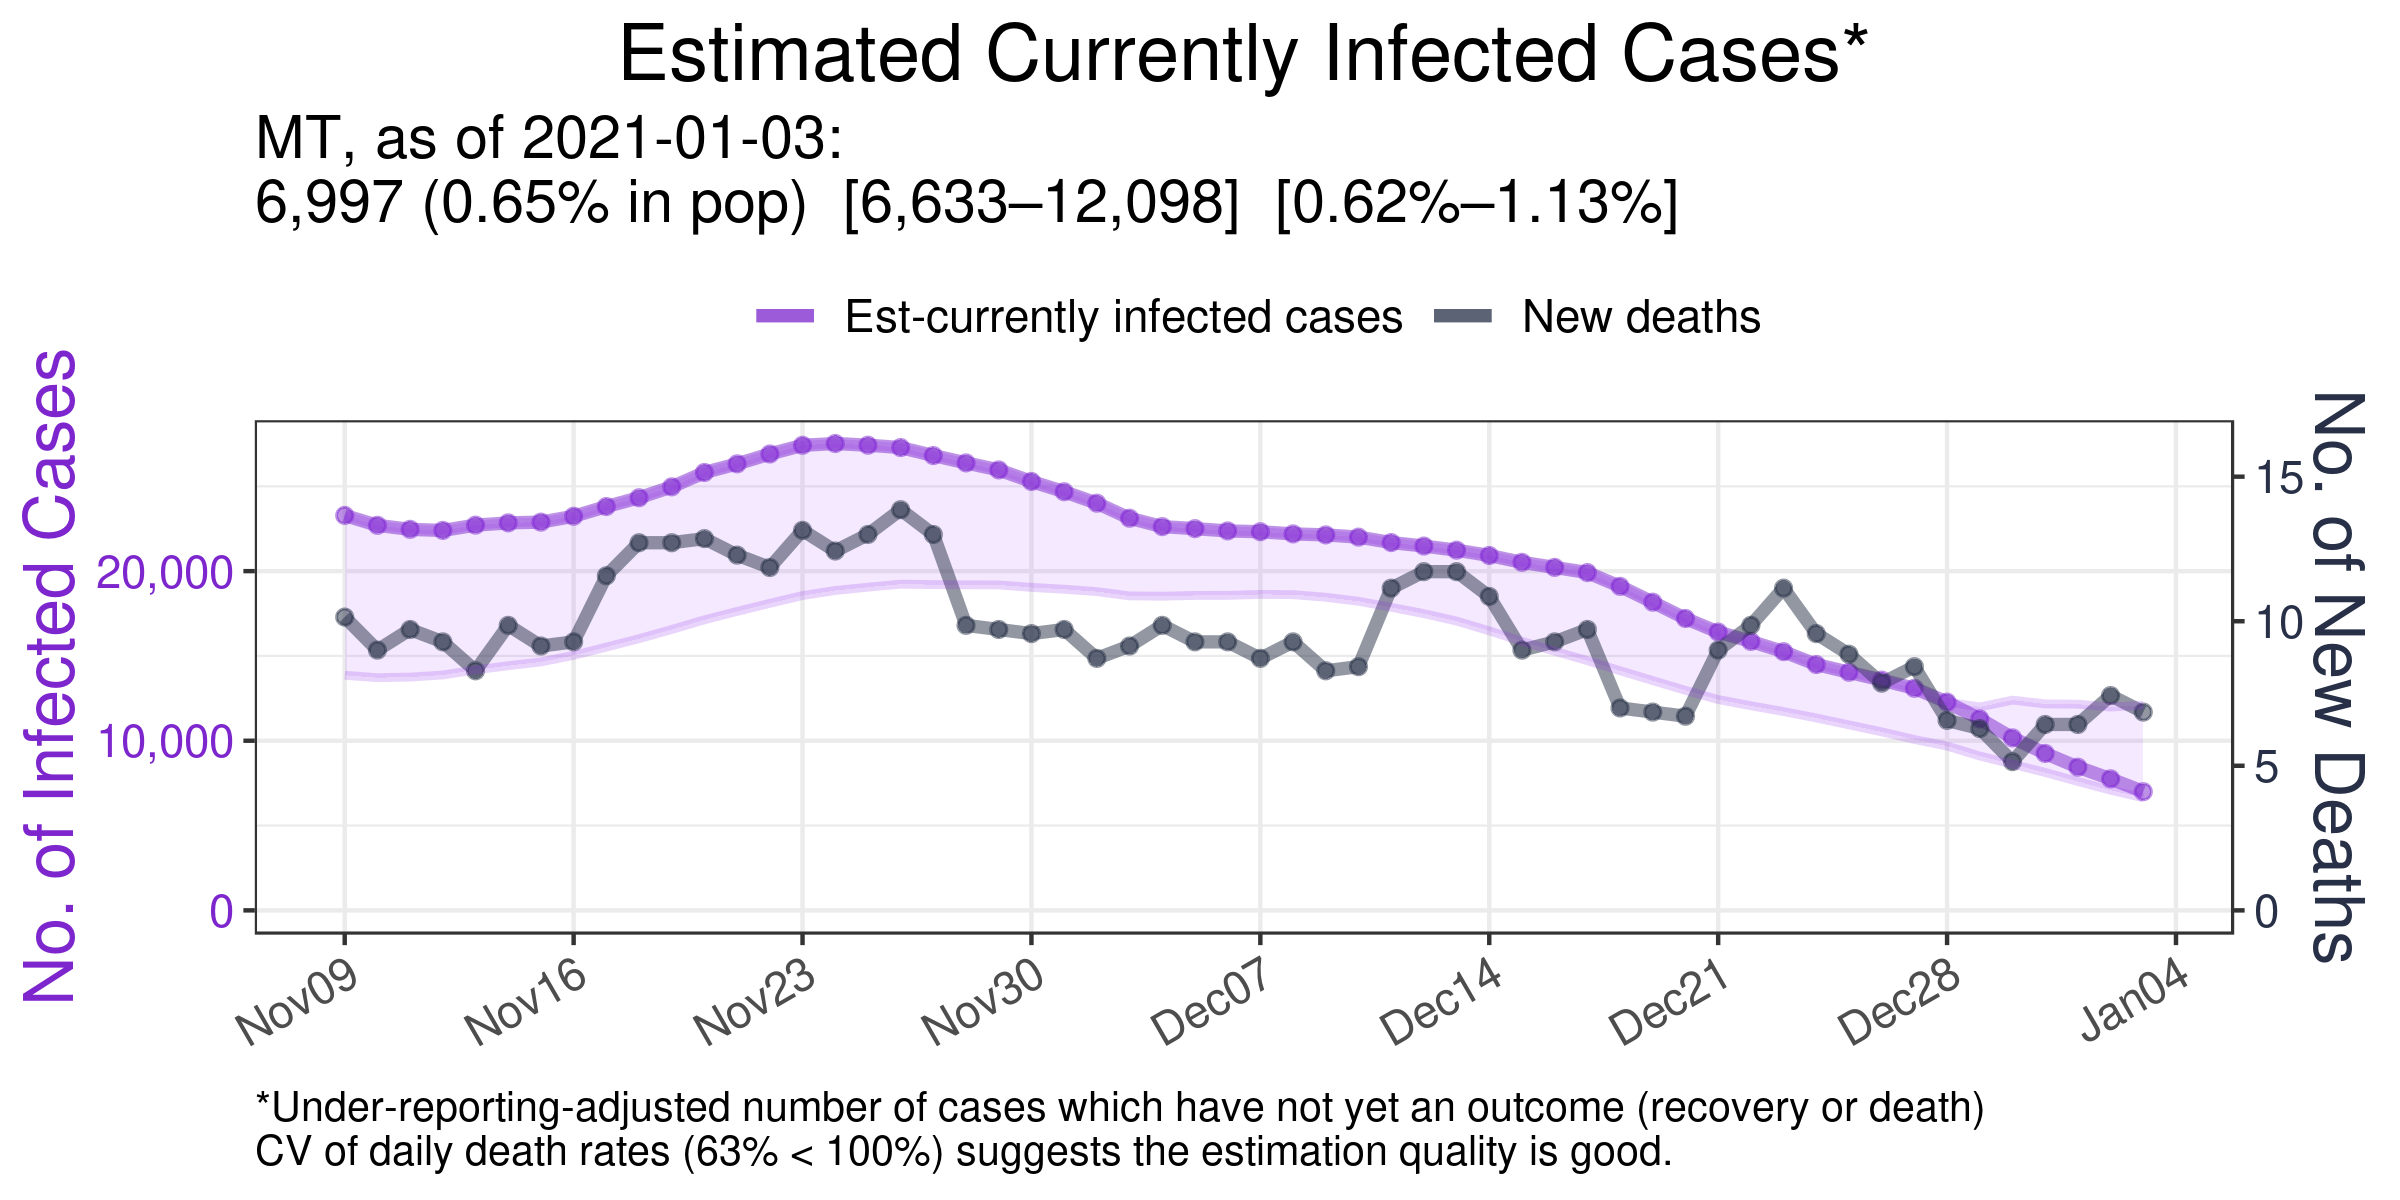 Estimated Currently Infected Cases*
MT, as of 2021-01-03:
6,997 (0.65% in pop)  [6,633–12,098]  [0.62%–1.13%]
Est-currently infected cases
New deaths
No. of Infected Cases
20,000
10,000
0
15
10
5
0
No. of New Deaths
Nov09
Nov16
Nov23
Nov30
Dec07
Dec14
Dec21
Dec28
Jan04
*Under-reporting-adjusted number of cases which have not yet an outcome (recovery or death)
CV of daily death rates (63% < 100%) suggests the estimation quality is good.